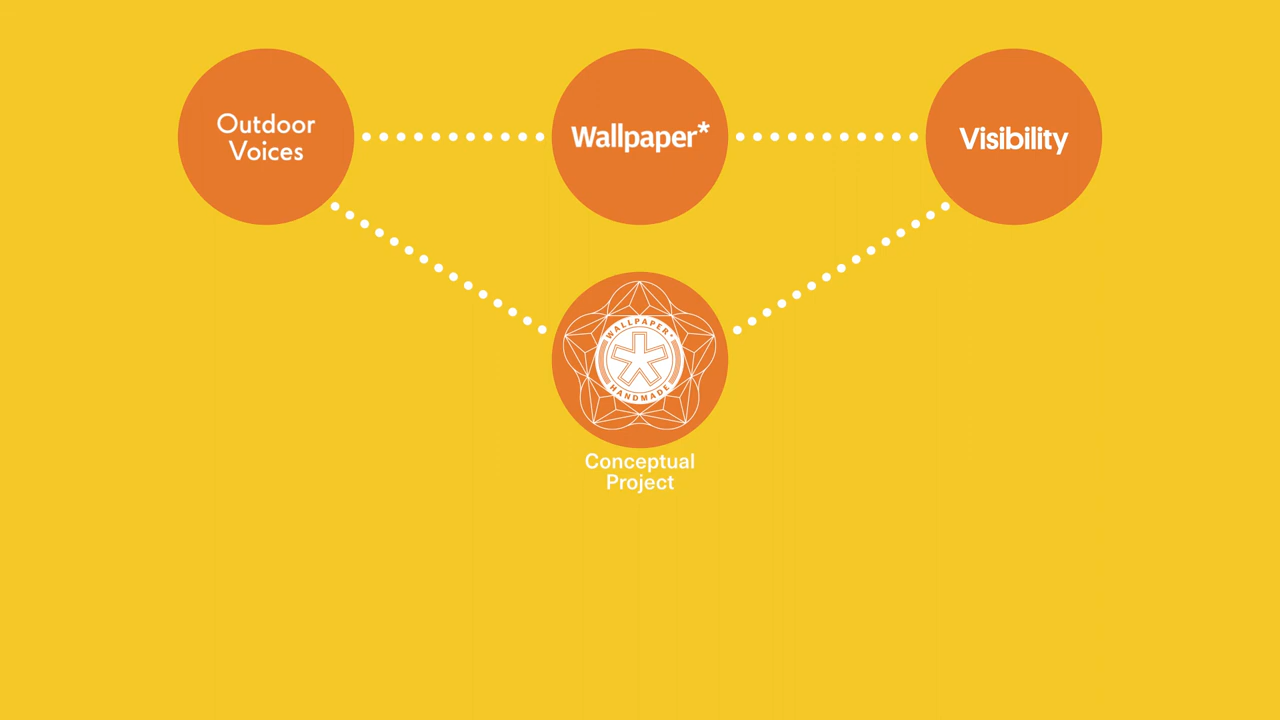 Outdoor
Voices
Wallpaper*
Visibility
WALLPAPER*
HANDMADE
Conceptual
Project